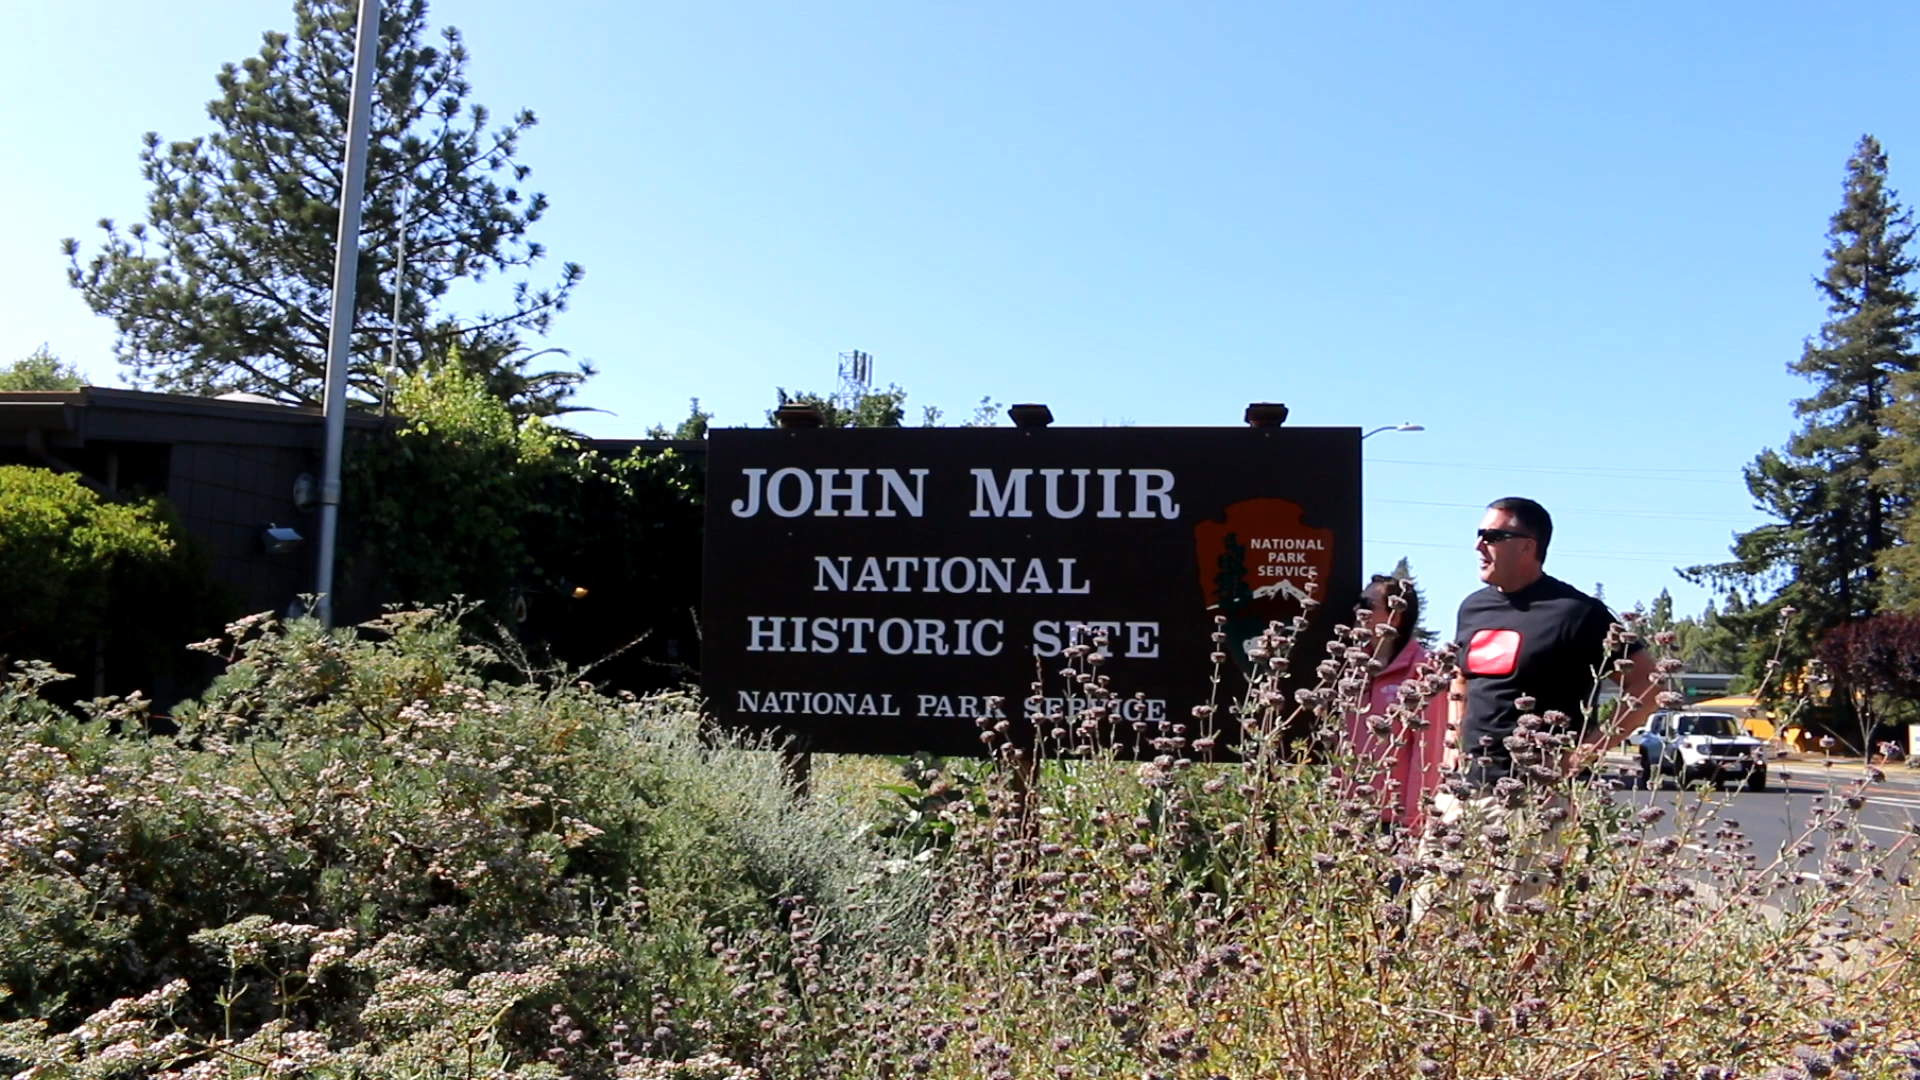 JOHN MUIR
NATIONAL
HISTORIC SITE
NATIONAL PARK SERVICE
NATIONAL
PARK
SERVICE